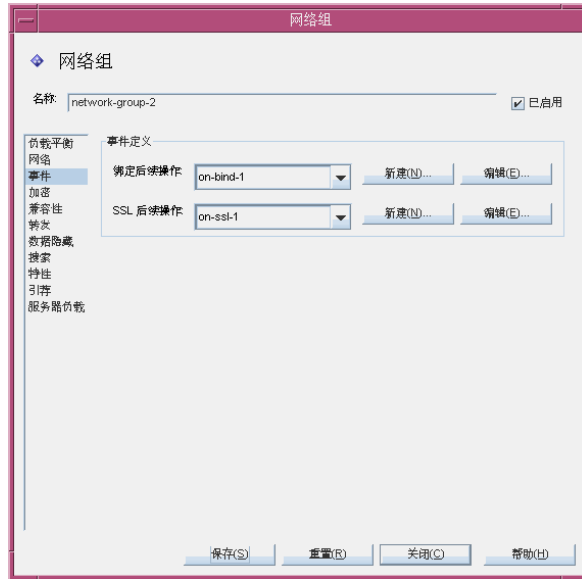 网络组
网络组
名称: network-group-2 已启用
负载平衡
网络
事件
加密
兼容性
转发
数据隐藏
搜索
特性
引荐
服务器负载
事件定义
绑定后续操作: on-bind-1 新建(N)... 编辑(E)...
SSL 后续操作: on-ssl-1 新建(N)... 编辑(E)...
保存(S) 重置(R) 关闭(C) 帮助(H)